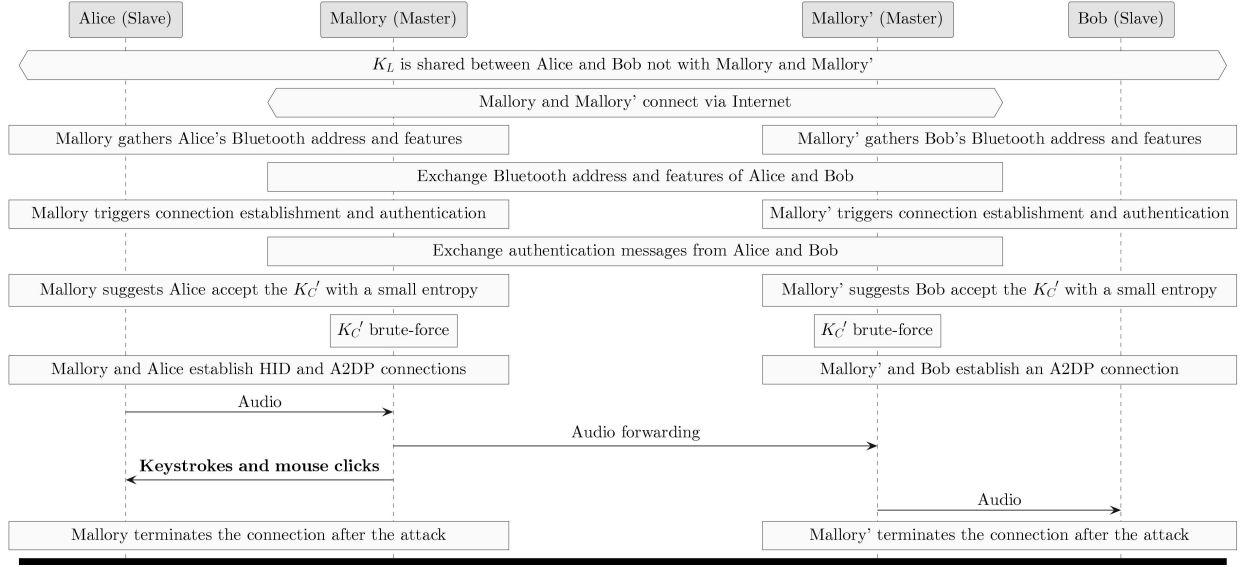 Alice (Slave)
Mallory (Master)
Mallory' (Master)
Bob (Slave)
K_L is shared between Alice and Bob not with Mallory and Mallory'
Mallory and Mallory' connect via Internet
Mallory gathers Alice's Bluetooth address and features
Mallory' gathers Bob's Bluetooth address and features
Exchange Bluetooth address and features of Alice and Bob
Mallory triggers connection establishment and authentication
Mallory' triggers connection establishment and authentication
Exchange authentication messages from Alice and Bob
Mallory suggests Alice accept the K_C' with a small entropy
Mallory' suggests Bob accept the K_C' with a small entropy
K_C' brute-force
K_C' brute-force
Mallory and Alice establish HID and A2DP connections
Mallory' and Bob establish an A2DP connection
Audio
Audio forwarding
Keystrokes and mouse clicks
Audio
Mallory terminates the connection after the attack
Mallory' terminates the connection after the attack